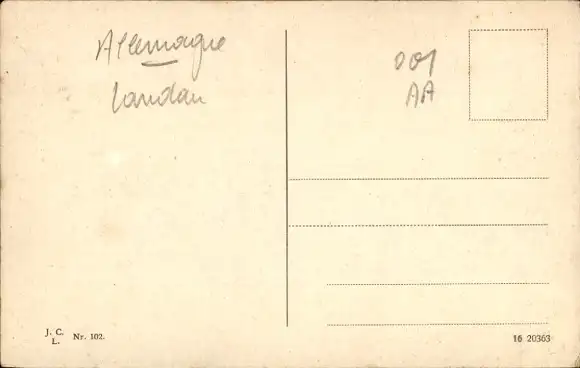 Allemagne
Landau
001
AA
J. C.
L. Nr. 102.
16 20363